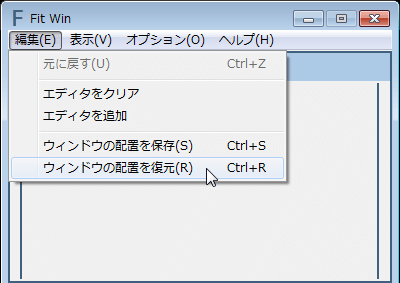 F Fit Win
編集(E) 表示(V) オプション(O) ヘルプ(H)
元に戻す(U) Ctrl+Z
エディタをクリア
エディタを追加
ウィンドウの配置を保存(S) Ctrl+S
ウィンドウの配置を復元(R) Ctrl+R